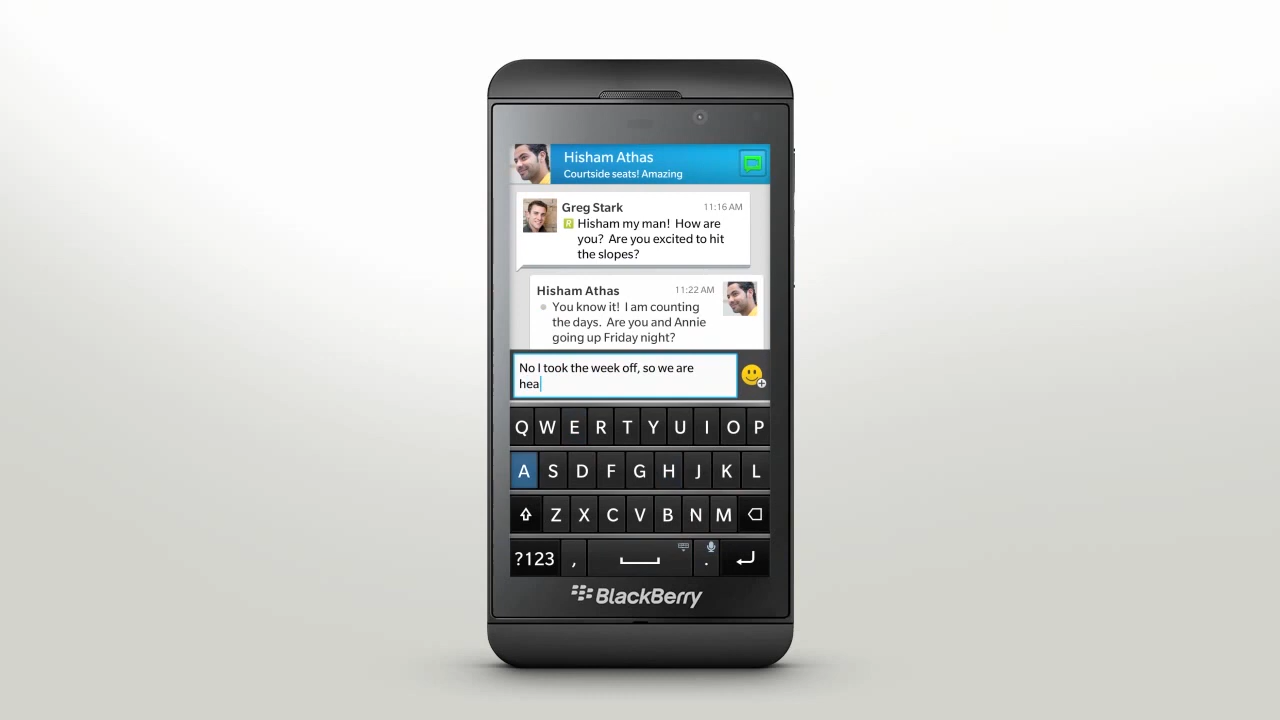 Hisham Athas
Courtside seats! Amazing
Greg Stark 11:16 AM
R Hisham my man! How are
you? Are you excited to hit
the slopes?
Hisham Athas 11:22 AM
You know it! I am counting
the days. Are you and Annie
going up Friday night?
No I took the week off, so we are
hea
Q W E R T Y U I O P
A S D F G H J K L
Z X C V B N M
?123 , .
BlackBerry